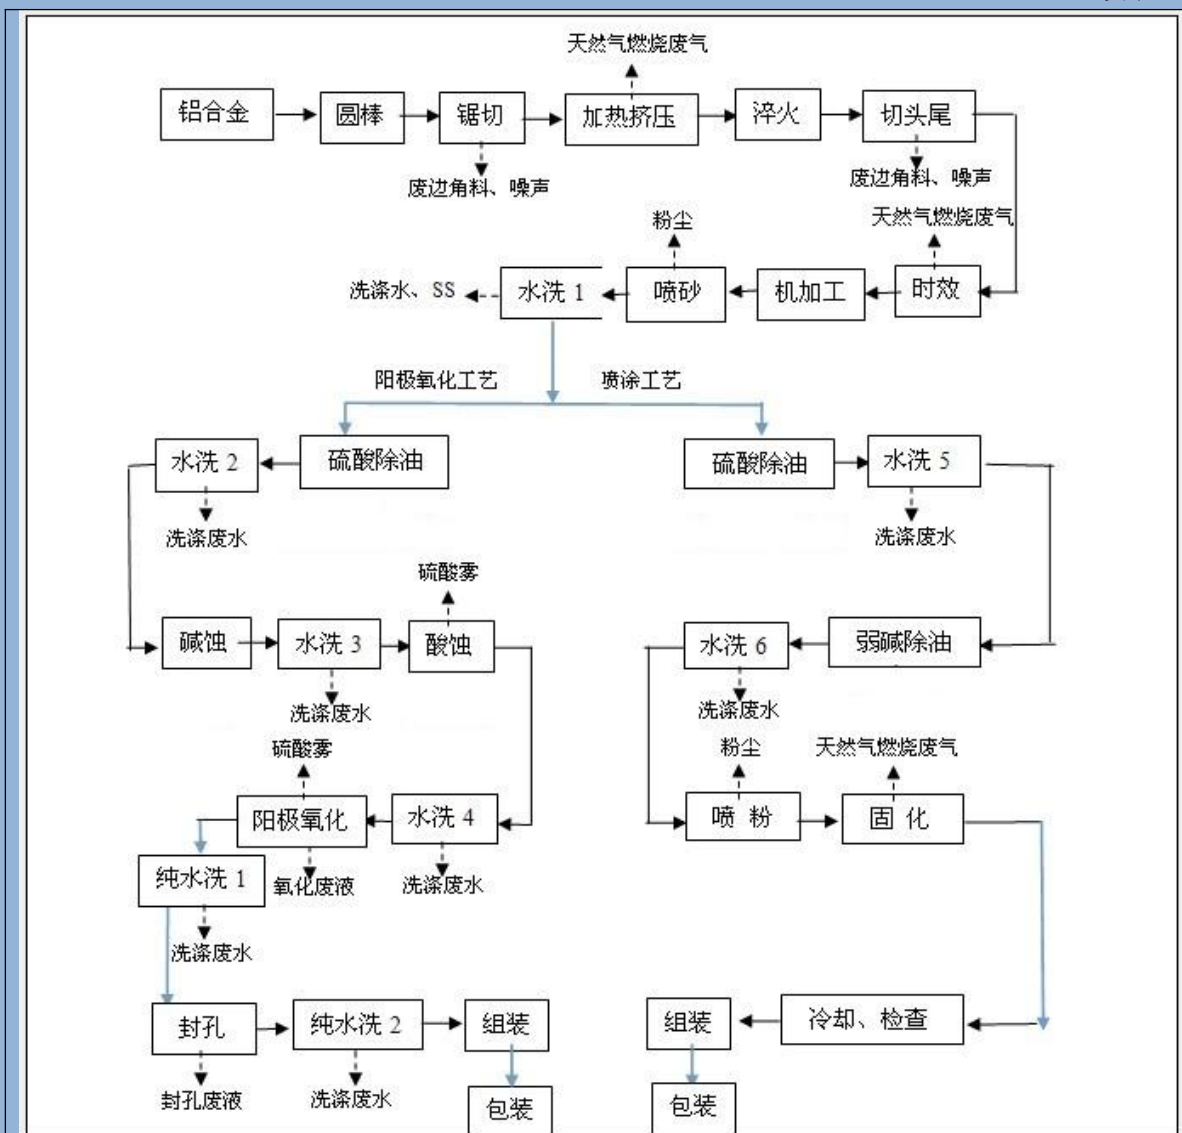 天然气燃烧废气
铝合金 圆棒 锯切 加热挤压 淬火 切头尾
废边角料、噪声 废边角料、噪声
粉尘 天然气燃烧废气
洗涤水、SS 水洗 1 喷砂 机加工 时效
阳极氧化工艺 喷涂工艺
水洗 2 硫酸除油 硫酸除油 水洗 5
洗涤废水 洗涤废水
硫酸雾
碱蚀 水洗 3 酸蚀 水洗 6 弱碱除油
洗涤废水 洗涤废水
硫酸雾 粉尘 天然气燃烧废气
阳极氧化 水洗 4 喷 粉 固 化
纯水洗 1 氧化废液 洗涤废水
洗涤废水
封孔 纯水洗 2 组装 组装 冷却、检查
封孔废液 洗涤废水 包装 包装